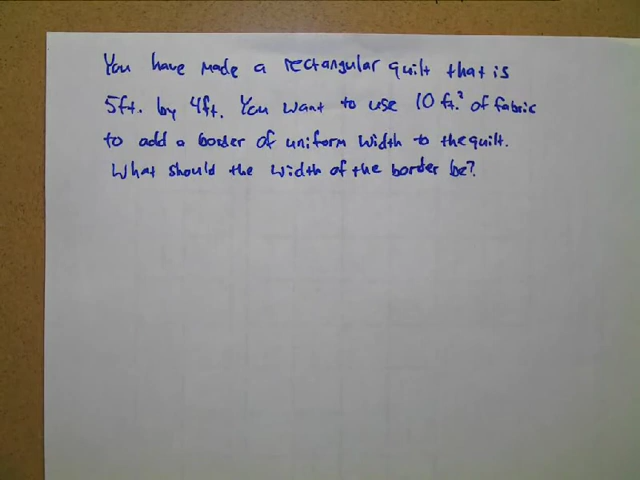 You have made a rectangular quilt that is
5ft. by 4ft. You want to use 10 ft.² of fabric
to add a border of uniform width to the quilt.
What should the width of the border be?